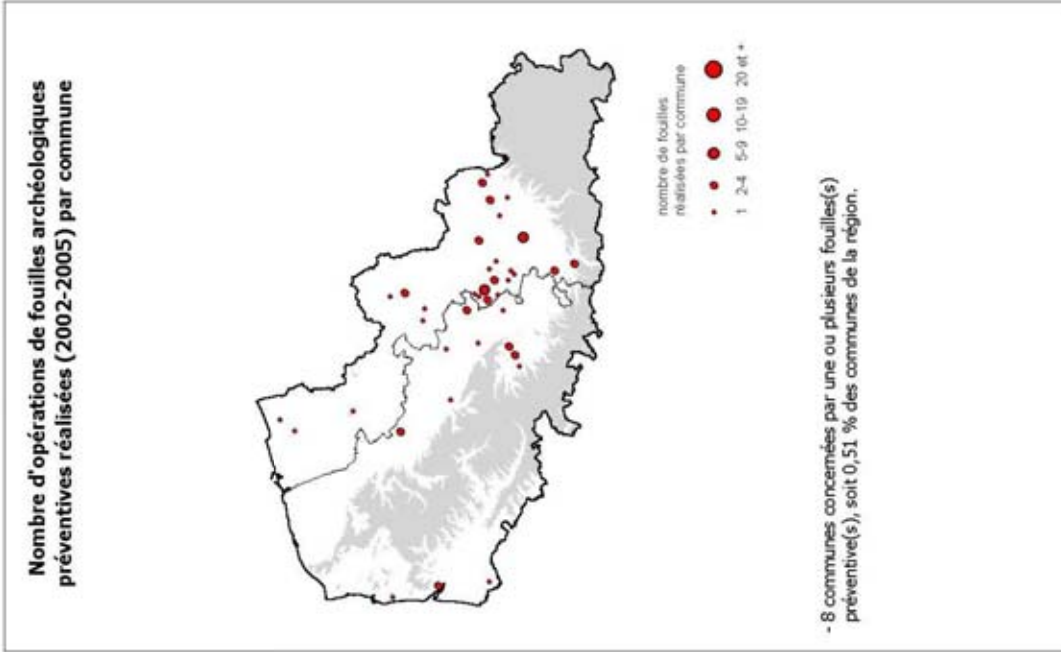 Nombre d'opérations de fouilles archéologiques
préventives réalisées (2002-2005) par commune
nombre de fouilles
réalisées par commune
1 2-4 5-9 10-19 20 et +
- 8 communes concernées par une ou plusieurs fouilles(s)
préventive(s), soit 0,51 % des communes de la région.